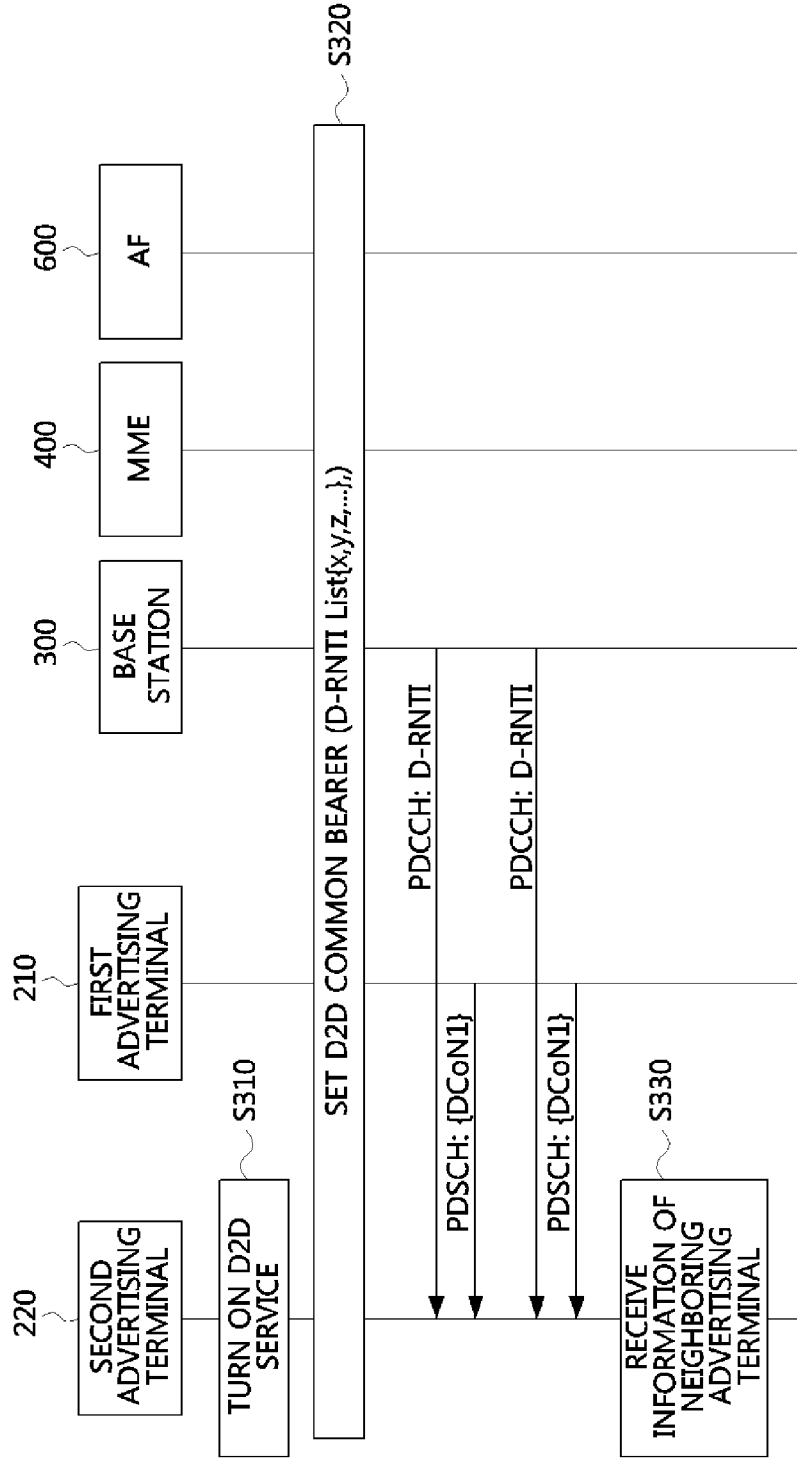 220
SECOND
ADVERTISING
TERMINAL
210
FIRST
ADVERTISING
TERMINAL
300
BASE
STATION
400
MME
600
AF
TURN ON D2D
SERVICE
S310
SET D2D COMMON BEARER (D-RNTI List{x,y,z,...},)
S320
PDCCH: D-RNTI
PDSCH: {DCoN1}
PDCCH: D-RNTI
PDSCH: {DCoN1}
RECEIVE
INFORMATION OF
NEIGHBORING
ADVERTISING
TERMINAL
S330